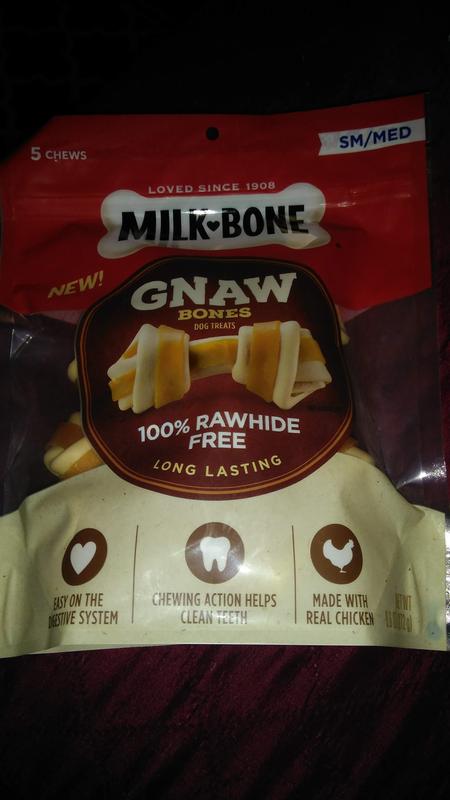 5 CHEWS
SM/MED
LOVED SINCE 1908
MILK-BONE
NEW!
GNAW
BONES
DOG TREATS
100% RAWHIDE
FREE
LONG LASTING
EASY ON THE
DIGESTIVE SYSTEM
CHEWING ACTION HELPS
CLEAN TEETH
MADE WITH
REAL CHICKEN
NET WT